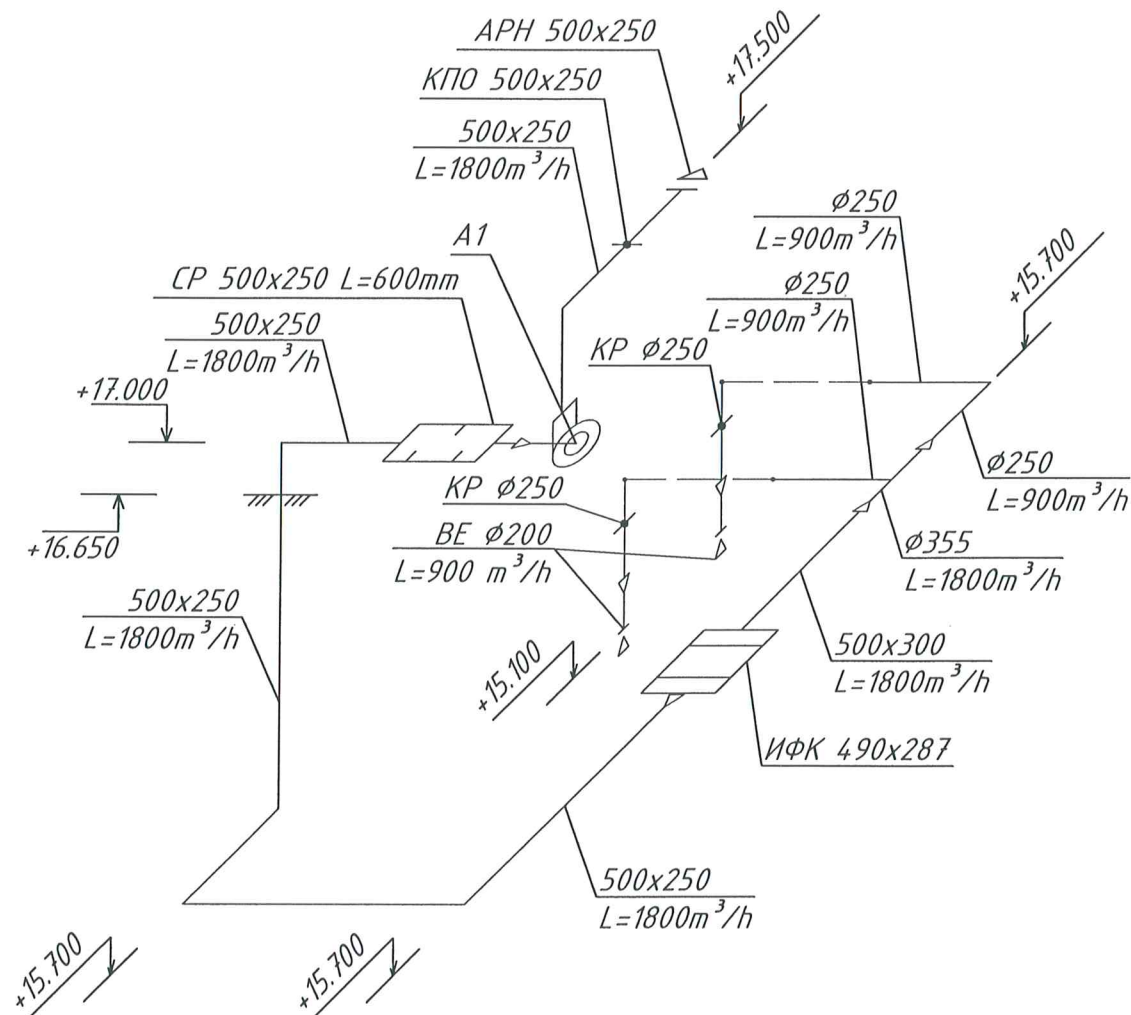 АРН 500x250
+17.500
КПО 500x250
500x250
L=1800m³/h
A1
Ø250
L=900m³/h
+15.700
СР 500x250 L=600mm
Ø250
L=900m³/h
500x250
L=1800m³/h
КР Ø250
+17.000
Ø250
L=900m³/h
КР Ø250
+16.650
ВЕ Ø200
L=900 m³/h
Ø355
L=1800m³/h
500x250
L=1800m³/h
+15.100
500x300
L=1800m³/h
ИФК 490x287
500x250
L=1800m³/h
+15.700
+15.700